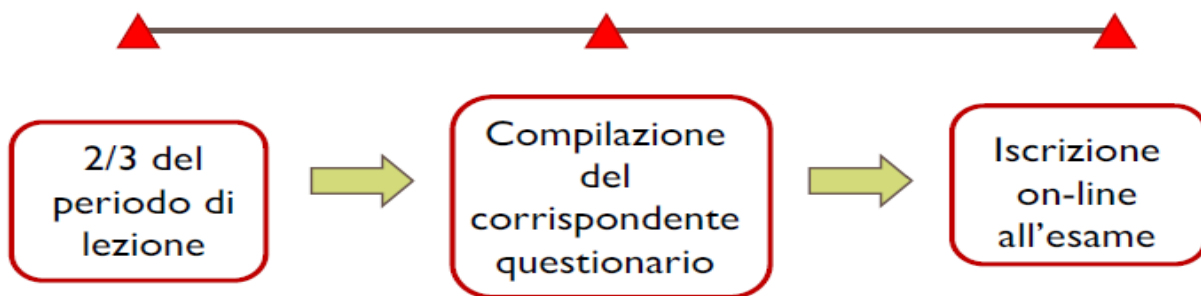 2/3 del
periodo di
lezione
Compilazione
del
corrispondente
questionario
Iscrizione
on-line
all'esame